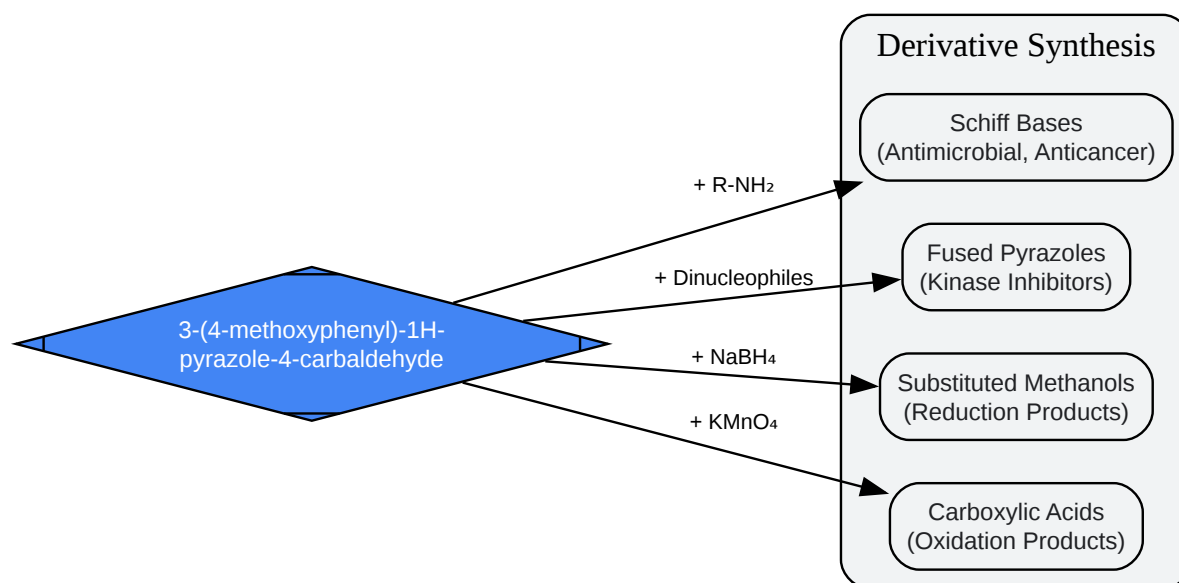 Derivative Synthesis
Schiff Bases
(Antimicrobial, Anticancer)
+ R-NH₂
Fused Pyrazoles
(Kinase Inhibitors)
+ Dinucleophiles
3-(4-methoxyphenyl)-1H-
pyrazole-4-carbaldehyde
+ NaBH₄
Substituted Methanols
(Reduction Products)
+ KMnO₄
Carboxylic Acids
(Oxidation Products)